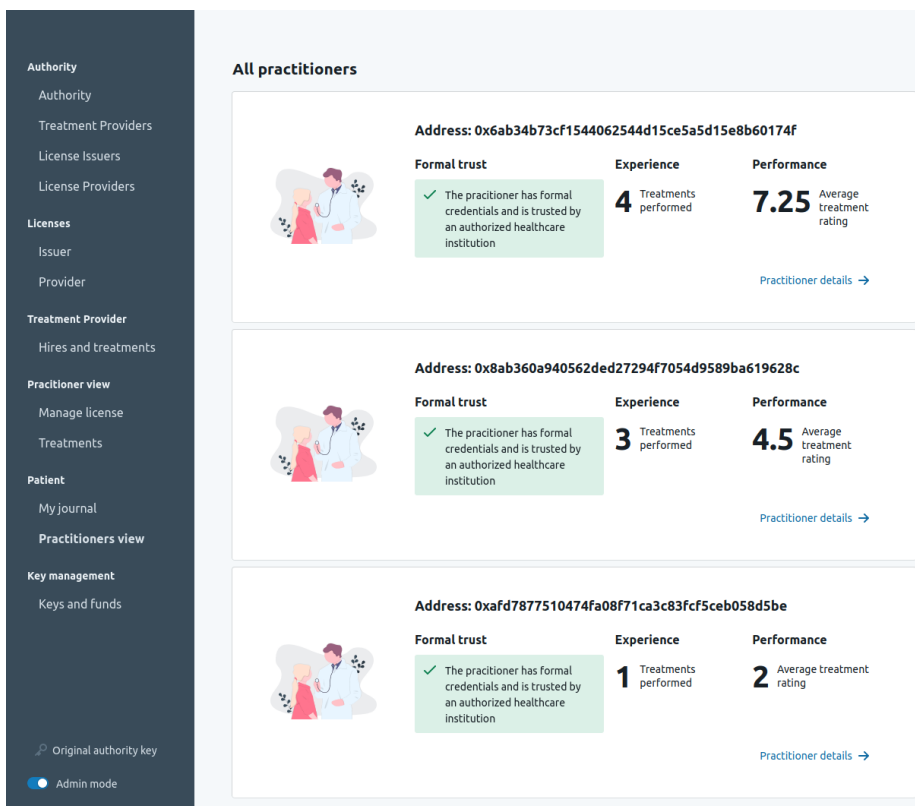 Authority
Authority
Treatment Providers
License Issuers
License Providers
Licenses
Issuer
Provider
Treatment Provider
Hires and treatments
Pracitioner view
Manage license
Treatments
Patient
My journal
Practitioners view
Key management
Keys and funds
Original authority key
Admin mode
All practitioners
Address: 0x6ab34b73cf1544062544d15ce5a5d15e8b60174f
Formal trust
The pracitioner has formal
credentials and is trusted by
an authorized healthcare
institution
Experience
4 Treatments
performed
Performance
7.25 Average
treatment
rating
Practitioner details →
Address: 0x8ab360a940562ded27294f7054d9589ba619628c
Formal trust
The pracitioner has formal
credentials and is trusted by
an authorized healthcare
institution
Experience
3 Treatments
performed
Performance
4.5 Average
treatment
rating
Practitioner details →
Address: 0xafd7877510474fa08f71ca3c83fcf5ceb058d5be
Formal trust
The pracitioner has formal
credentials and is trusted by
an authorized healthcare
institution
Experience
1 Treatments
performed
Performance
2 Average treatment
rating
Practitioner details →